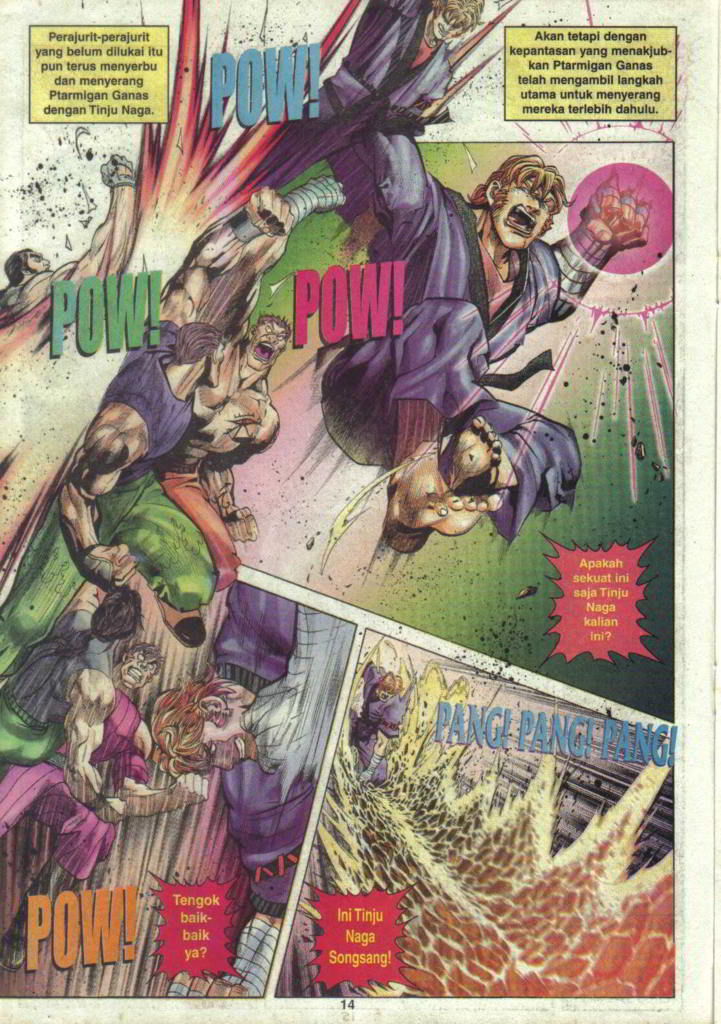 Perajurit-perajurit
yang belum dilukai itu
pun terus menyerbu
dan menyerang
Ptarmigan Ganas
dengan Tinju Naga.
POW!
Akan tetapi dengan
kepantasan yang menakjub-
kan Ptarmigan Ganas
telah mengambil langkah
utama untuk menyerang
mereka terlebih dahulu.
POW!
POW!
Apakah
sekuat ini
saja Tinju
Naga
kalian
ini?
POW!
Tengok
baik-
baik
ya?
PANG! PANG! PANG!
Ini Tinju
Naga
Songsang!
14